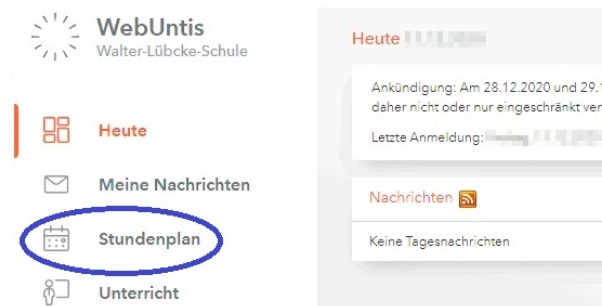 WebUntis
Walter-Lübcke-Schule
Heute
Meine Nachrichten
Stundenplan
Unterricht
Heute
Ankündigung: Am 28.12.2020 und 29.1
daher nicht oder nur eingeschränkt ver
Letzte Anmeldung:
Nachrichten
Keine Tagesnachrichten